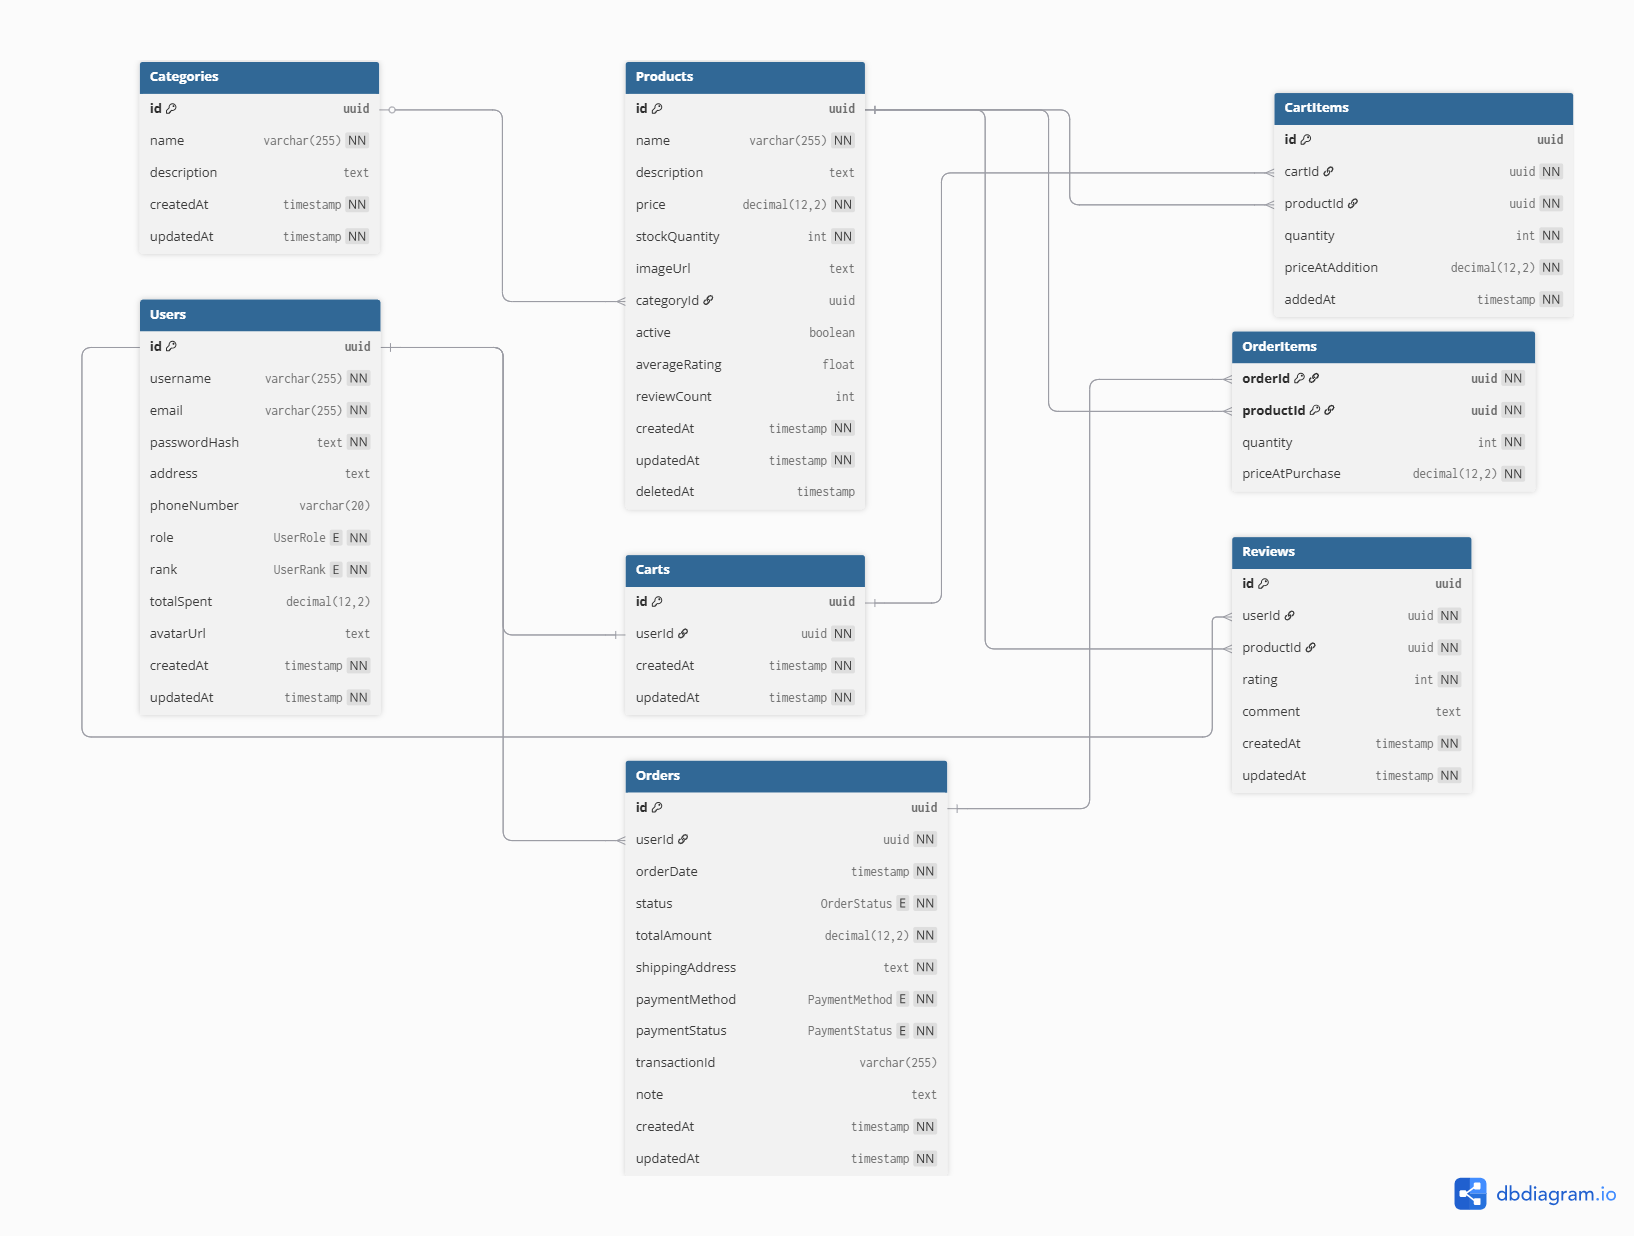 Categories
id uuid
name varchar(255) NN
description text
createdAt timestamp NN
updatedAt timestamp NN
Users
id uuid
username varchar(255) NN
email varchar(255) NN
passwordHash text NN
address text
phoneNumber varchar(20)
role UserRole E NN
rank UserRank E NN
totalSpent decimal(12,2)
avatarUrl text
createdAt timestamp NN
updatedAt timestamp NN
Products
id uuid
name varchar(255) NN
description text
price decimal(12,2) NN
stockQuantity int NN
imageUrl text
categoryId uuid
active boolean
averageRating float
reviewCount int
createdAt timestamp NN
updatedAt timestamp NN
deletedAt timestamp
Carts
id uuid
userId uuid NN
createdAt timestamp NN
updatedAt timestamp NN
Orders
id uuid
userId uuid NN
orderDate timestamp NN
status OrderStatus E NN
totalAmount decimal(12,2) NN
shippingAddress text NN
paymentMethod PaymentMethod E NN
paymentStatus PaymentStatus E NN
transactionId varchar(255)
note text
createdAt timestamp NN
updatedAt timestamp NN
CartItems
id uuid
cartId uuid NN
productId uuid NN
quantity int NN
priceAtAddition decimal(12,2) NN
addedAt timestamp NN
OrderItems
orderId uuid NN
productId uuid NN
quantity int NN
priceAtPurchase decimal(12,2) NN
Reviews
id uuid
userId uuid NN
productId uuid NN
rating int NN
comment text
createdAt timestamp NN
updatedAt timestamp NN
dbdiagram.io